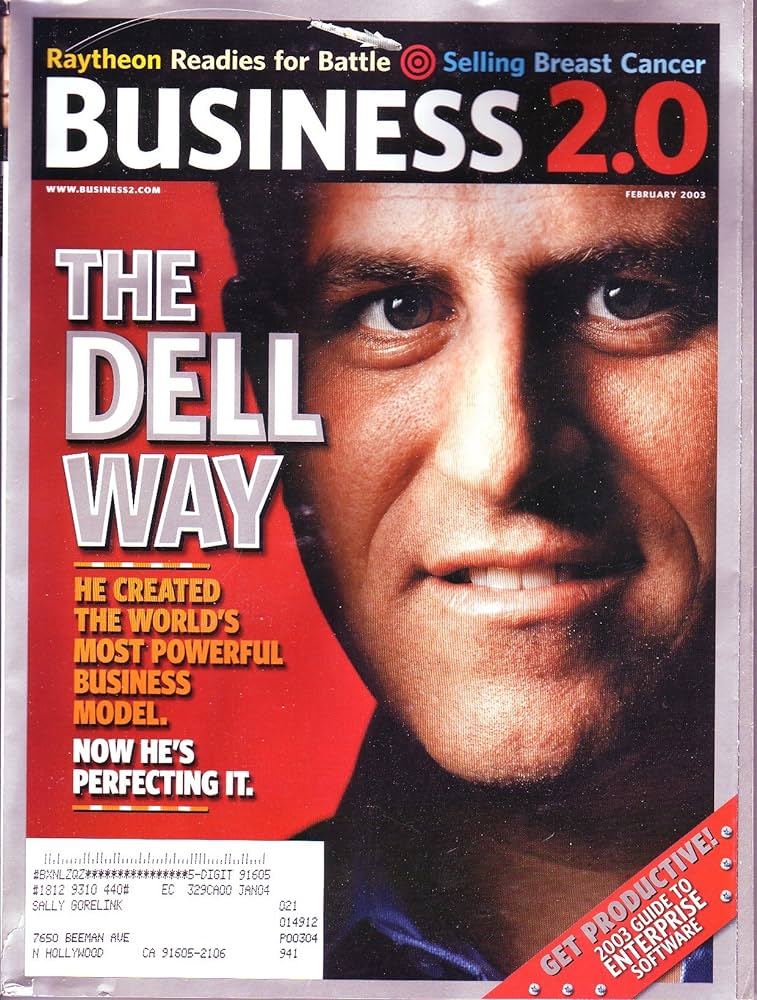 Raytheon Readies for Battle Selling Breast Cancer
BUSINESS 2.0
WWW.BUSINESS2.COM
FEBRUARY 2003
THE
DELL
WAY
HE CREATED
THE WORLD'S
MOST POWERFUL
BUSINESS
MODEL.
NOW HE'S
PERFECTING IT.
#BXNLZQZ****************5-DIGIT 91605
#1812 9310 440# EC 329CA00 JAN04
SALLY GORELINK 021
014912
7650 BEEMAN AVE P00304
N HOLLYWOOD CA 91605-2106 941
GET PRODUCTIVE!
2003 GUIDE TO
ENTERPRISE
SOFTWARE